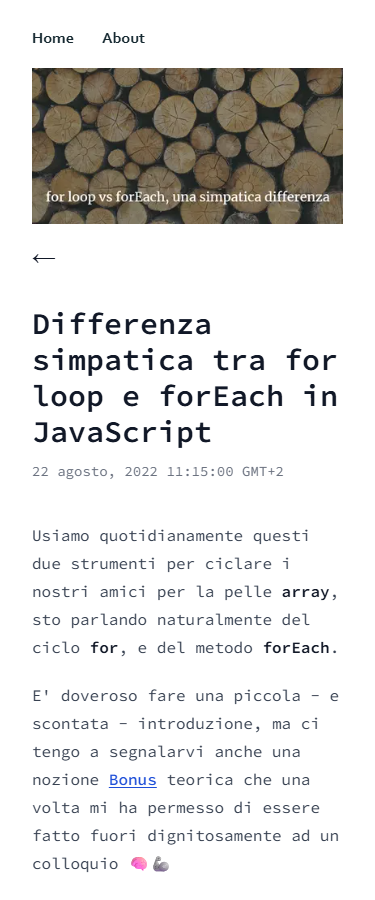 Home About
for loop vs forEach, una simpatica differenza
←
Differenza
simpatica tra for
loop e forEach in
JavaScript
22 agosto, 2022 11:15:00 GMT+2
Usiamo quotidianamente questi
due strumenti per ciclare i
nostri amici per la pelle array,
sto parlando naturalmente del
ciclo for, e del metodo forEach.
E' doveroso fare una piccola - e
scontata - introduzione, ma ci
tengo a segnalarvi anche una
nozione Bonus teorica che una
volta mi ha permesso di essere
fatto fuori dignitosamente ad un
colloquio 🧠 🦾